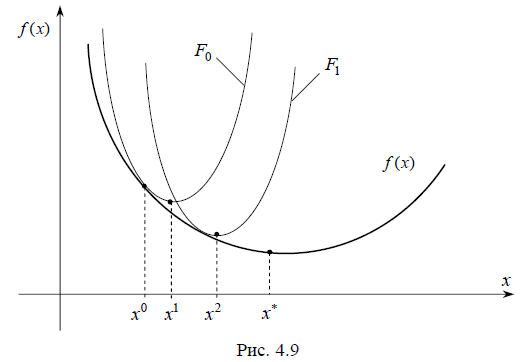 f(x)
F₀
F₁
f(x)
x
x⁰ x¹ x² x*
Рис. 4.9